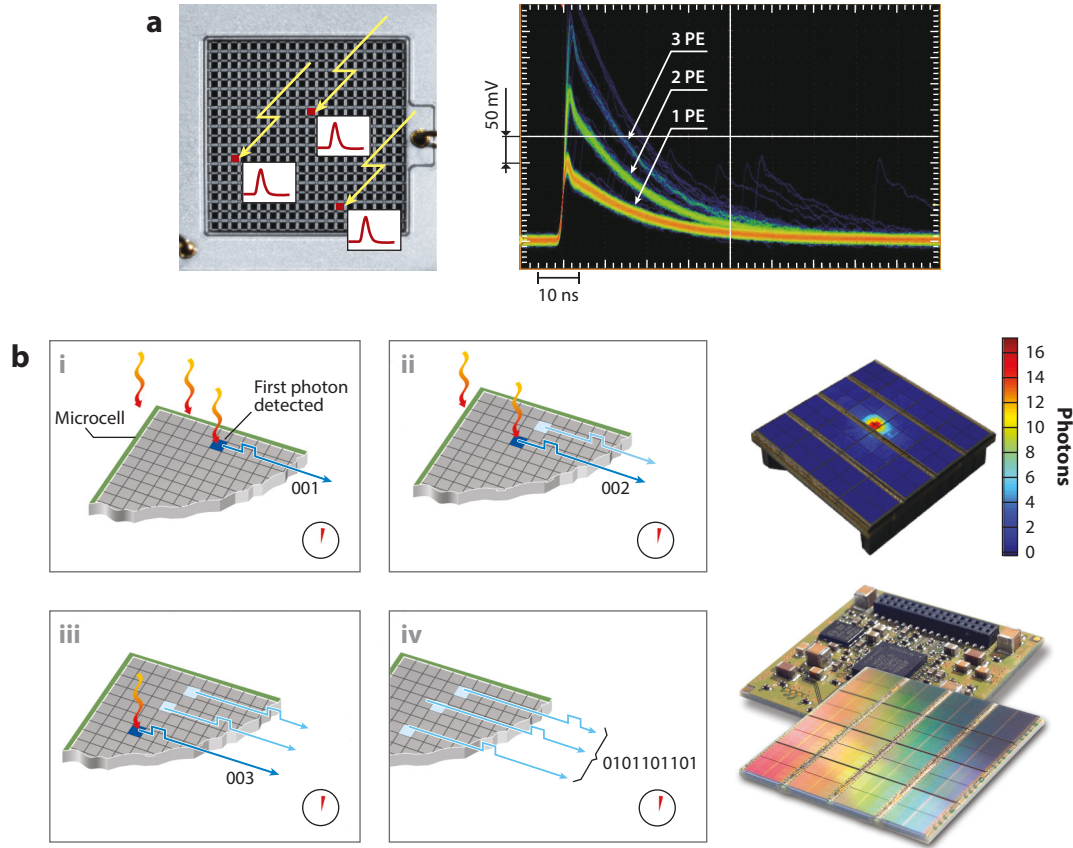 a
3 PE
2 PE
1 PE
50 mV
10 ns
b
i
Microcell
First photon
detected
001
ii
002
iii
003
iv
0101101101
16
14
12
10
8
6
4
2
0
Photons